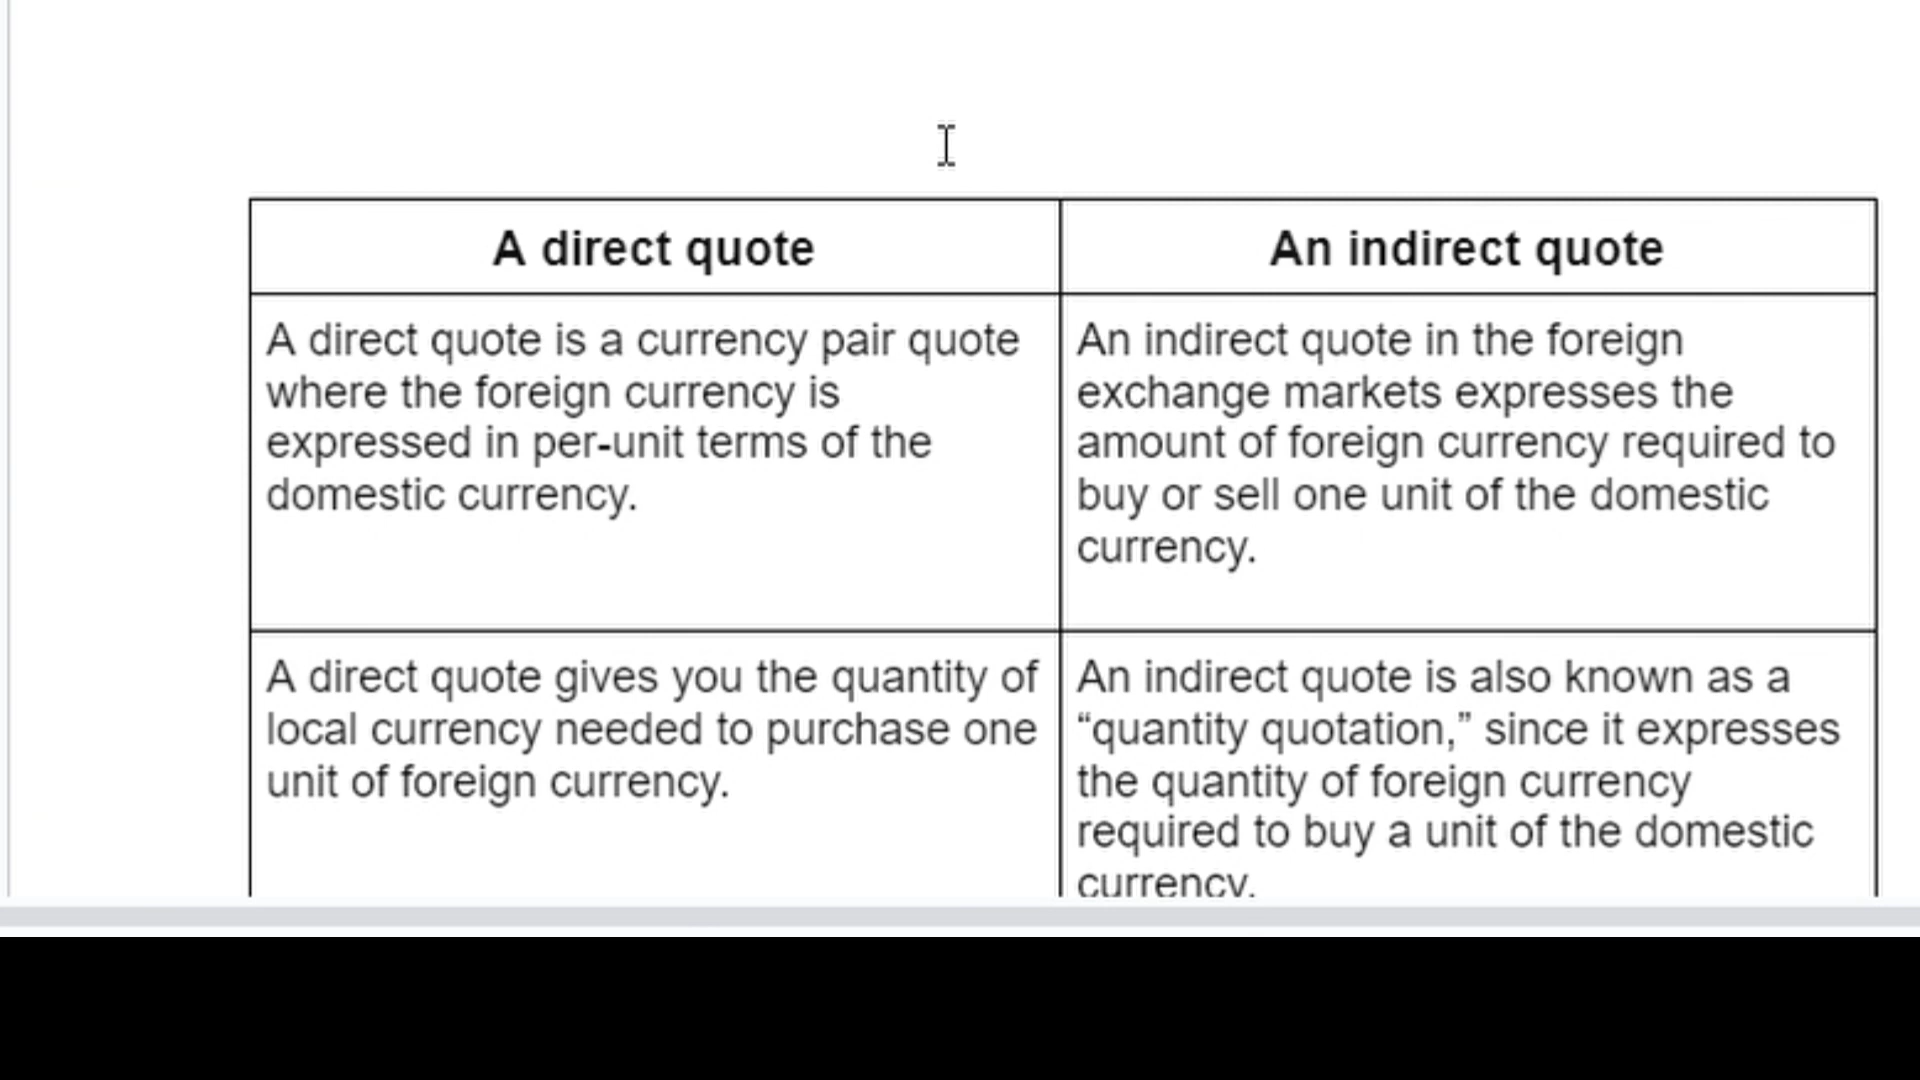 A direct quote
An indirect quote
A direct quote is a currency pair quote
where the foreign currency is
expressed in per-unit terms of the
domestic currency.
An indirect quote in the foreign
exchange markets expresses the
amount of foreign currency required to
buy or sell one unit of the domestic
currency.
A direct quote gives you the quantity of
local currency needed to purchase one
unit of foreign currency.
An indirect quote is also known as a
“quantity quotation,” since it expresses
the quantity of foreign currency
required to buy a unit of the domestic
currency.